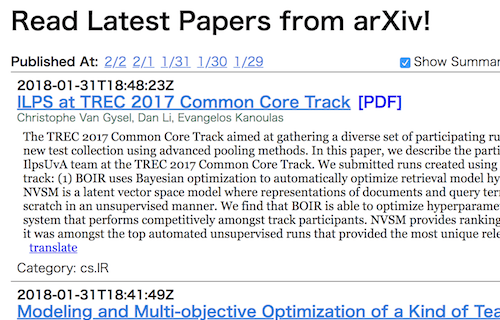 Read Latest Papers from arXiv!
Published At: 2/2 2/1 1/31 1/30 1/29 Show Summar
2018-01-31T18:48:23Z
ILPS at TREC 2017 Common Core Track [PDF]
Christophe Van Gysel, Dan Li, Evangelos Kanoulas
The TREC 2017 Common Core Track aimed at gathering a diverse set of participating ru
new test collection using advanced pooling methods. In this paper, we describe the parti
IlpsUvA team at the TREC 2017 Common Core Track. We submitted runs created using
track: (1) BOIR uses Bayesian optimization to automatically optimize retrieval model hy
NVSM is a latent vector space model where representations of documents and query ter
scratch in an unsupervised manner. We find that BOIR is able to optimize hyperparame
system that performs competitively amongst track participants. NVSM provides ranking
it was amongst the top automated unsupervised runs that provided the most unique rele
translate
Category: cs.IR
2018-01-31T18:41:49Z
Modeling and Multi-objective Optimization of a Kind of Tea